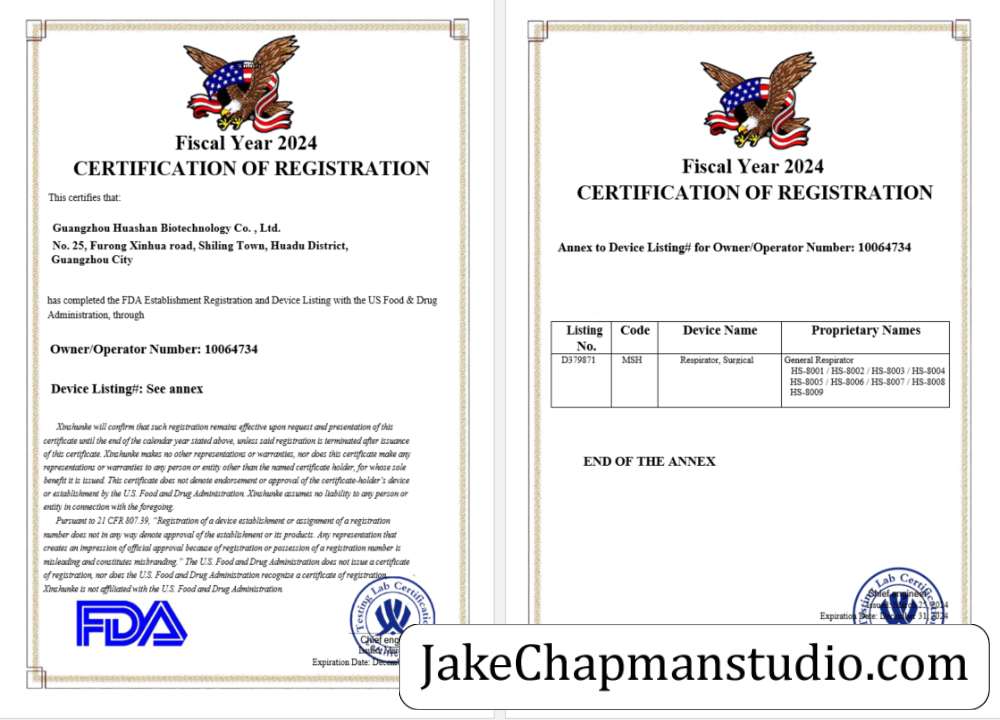 Fiscal Year 2024
CERTIFICATION OF REGISTRATION
This certifies that:
Guangzhou Huashan Biotechnology Co. , Ltd.
No. 25, Furong Xinhua road, Shiling Town, Huadu District,
Guangzhou City
has completed the FDA Establishment Registration and Device Listing with the US Food & Drug
Administration, through
Owner/Operator Number: 10064734
Device Listing#: See annex
Xinshunke will confirm that such registration remains effective upon request and presentation of this
certificate until the end of the calendar year stated above, unless said registration is terminated after issuance
of this certificate. Xinshunke makes no other representations or warranties, nor does this certificate make any
representations or warranties to any person or entity other than the named certificate holder, for whose sole
benefit it is issued. This certificate does not denote endorsement or approval of the certificate-holder's device
or establishment by the U.S. Food and Drug Administration. Xinshunke assumes no liability to any person or
entity in connection with the foregoing.
Pursuant to 21 CFR 807.39, "Registration of a device establishment or assignment of a registration
number does not in any way denote approval of the establishment or its products. Any representation that
creates an impression of official approval because of registration or possession of a registration number is
misleading and constitutes misbranding." The U.S. Food and Drug Administration does not issue a certificate
of registration, nor does the U.S. Food and Drug Administration recognize a certificate of registration.
Xinshunke is not affiliated with the U.S. Food and Drug Administration.
FDA
Testing Lab Certification
Chief eng
Expiration Date: Dec
Fiscal Year 2024
CERTIFICATION OF REGISTRATION
Annex to Device Listing# for Owner/Operator Number: 10064734
Listing No. Code Device Name Proprietary Names
D379871 MSH Respirator, Surgical General Respirator
HS-8001 / HS-8002 / HS-8003 / HS-8004
HS-8005 / HS-8006 / HS-8007 / HS-8008
HS-8009
END OF THE ANNEX
Testing Lab Certific
Chief engineer
Expiration Date: December 31, 2024
JakeChapmanstudio.com